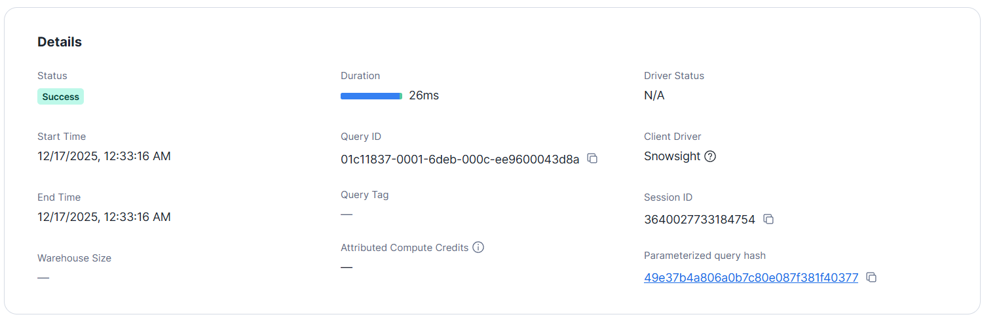 Details
Status
Success
Duration
26ms
Driver Status
N/A
Start Time
12/17/2025, 12:33:16 AM
Query ID
01c11837-0001-6deb-000c-ee9600043d8a
Client Driver
Snowsight
End Time
12/17/2025, 12:33:16 AM
Query Tag
—
Session ID
3640027733184754
Warehouse Size
—
Attributed Compute Credits
—
Parameterized query hash
49e37b4a806a0b7c80e087f381f40377